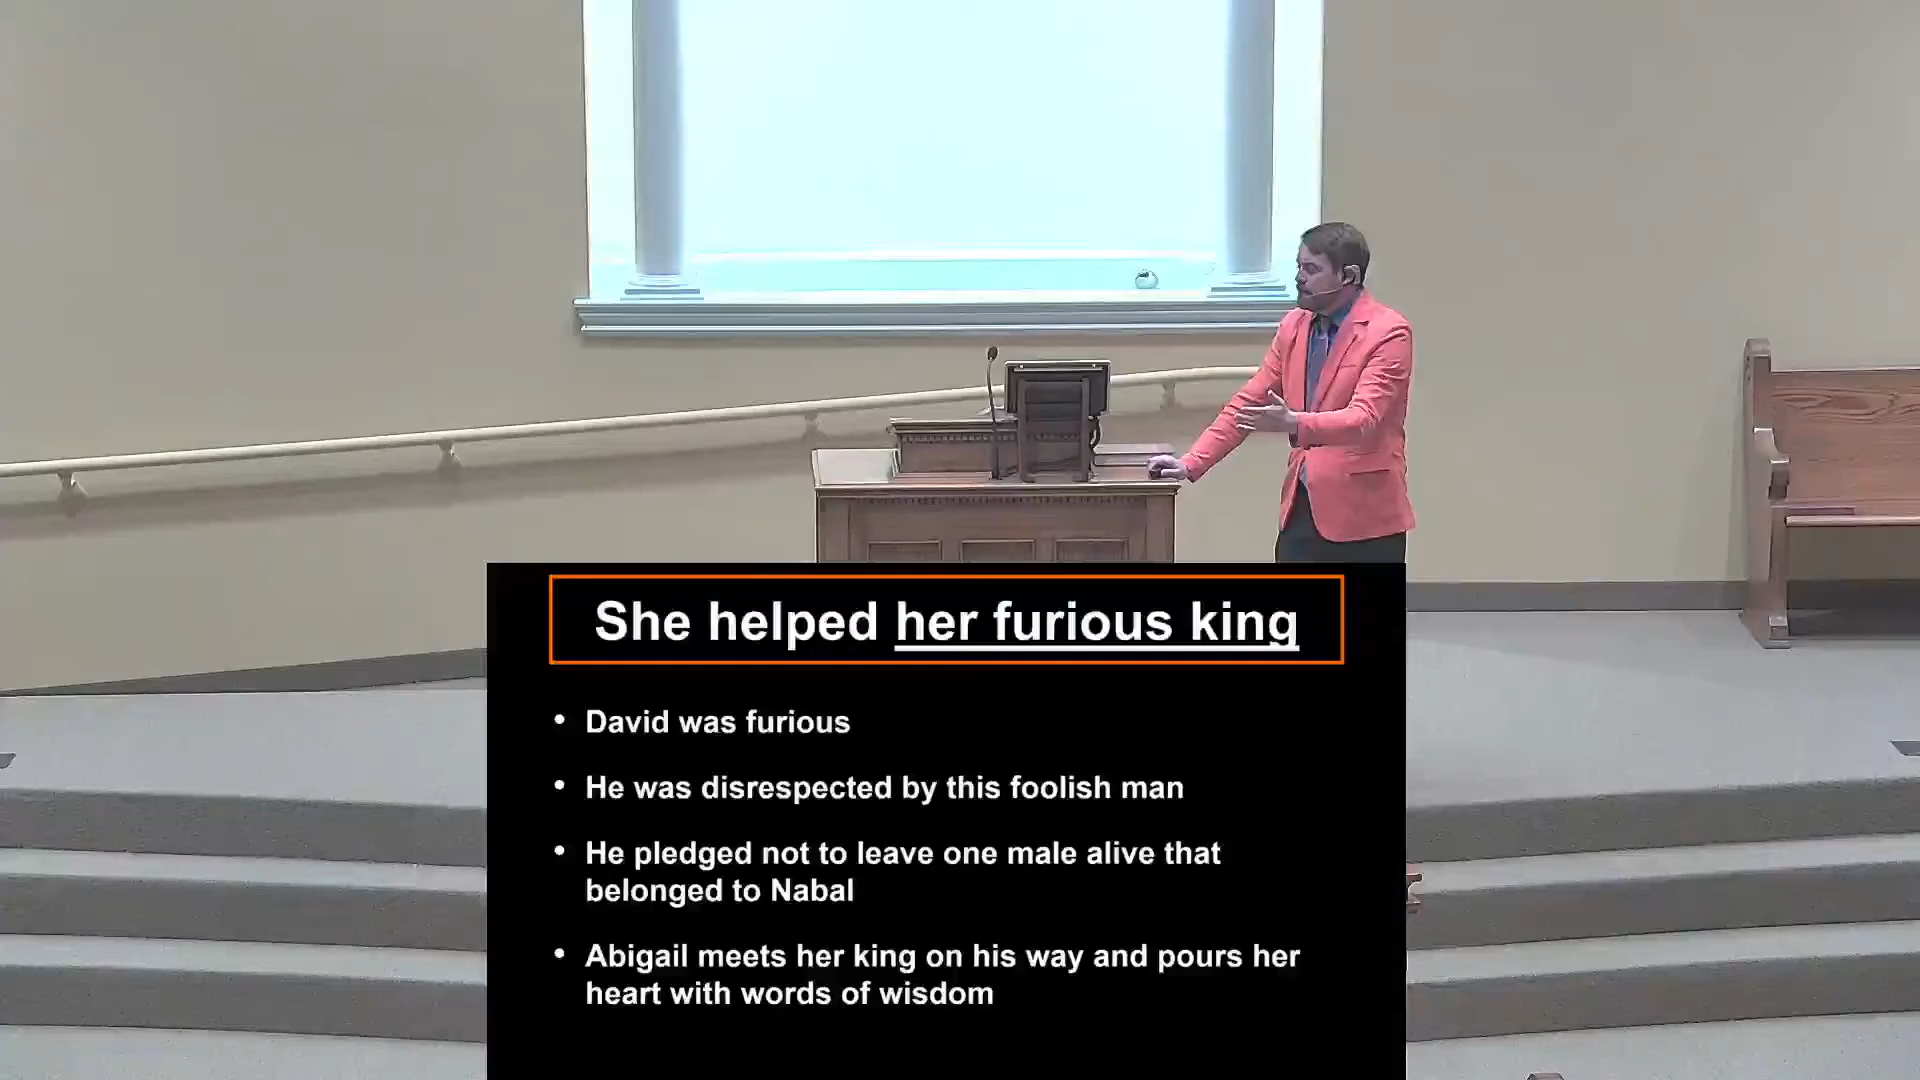 She helped her furious king
• David was furious
• He was disrespected by this foolish man
• He pledged not to leave one male alive that
belonged to Nabal
• Abigail meets her king on his way and pours her
heart with words of wisdom